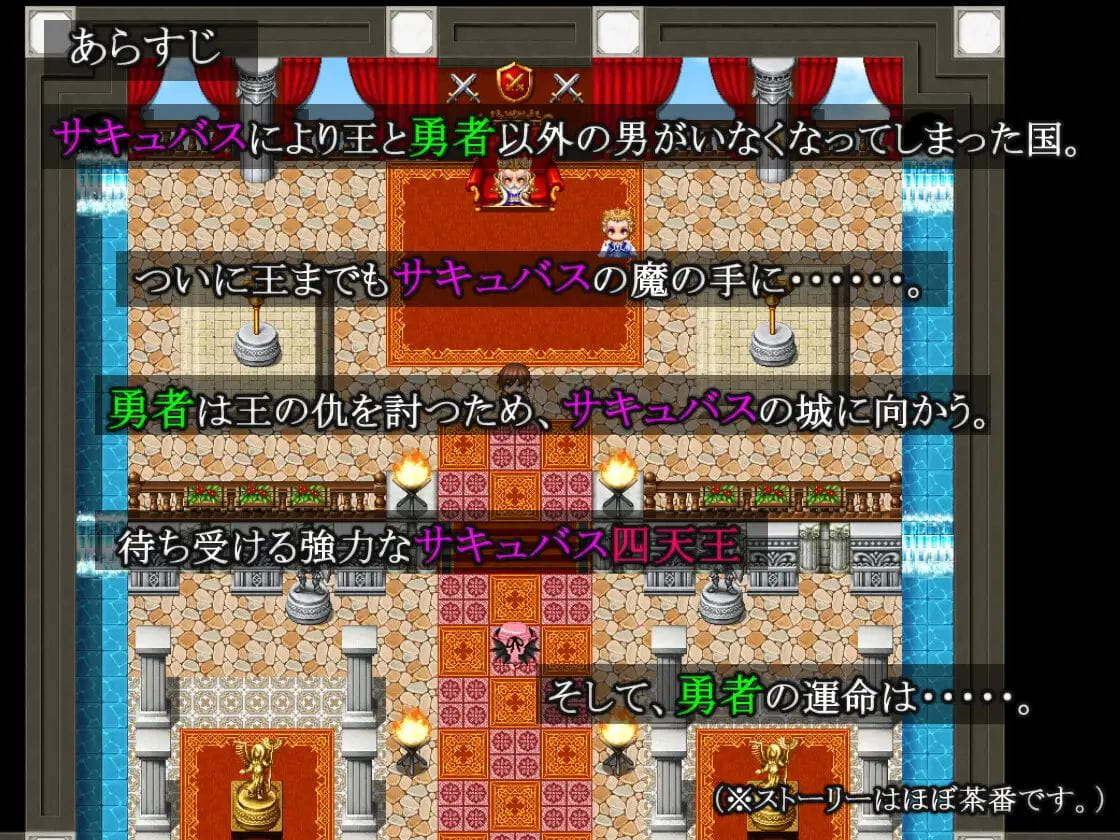 あらすじ
サキュバスにより王と勇者以外の男がいなくなってしまった国。
ついに王までもサキュバスの魔の手に・・・・・・。
勇者は王の仇を討つため、サキュバスの城に向かう。
待ち受ける強力なサキュバス四天王
そして、勇者の運命は・・・・・。
（※ストーリーはほぼ茶番です。）